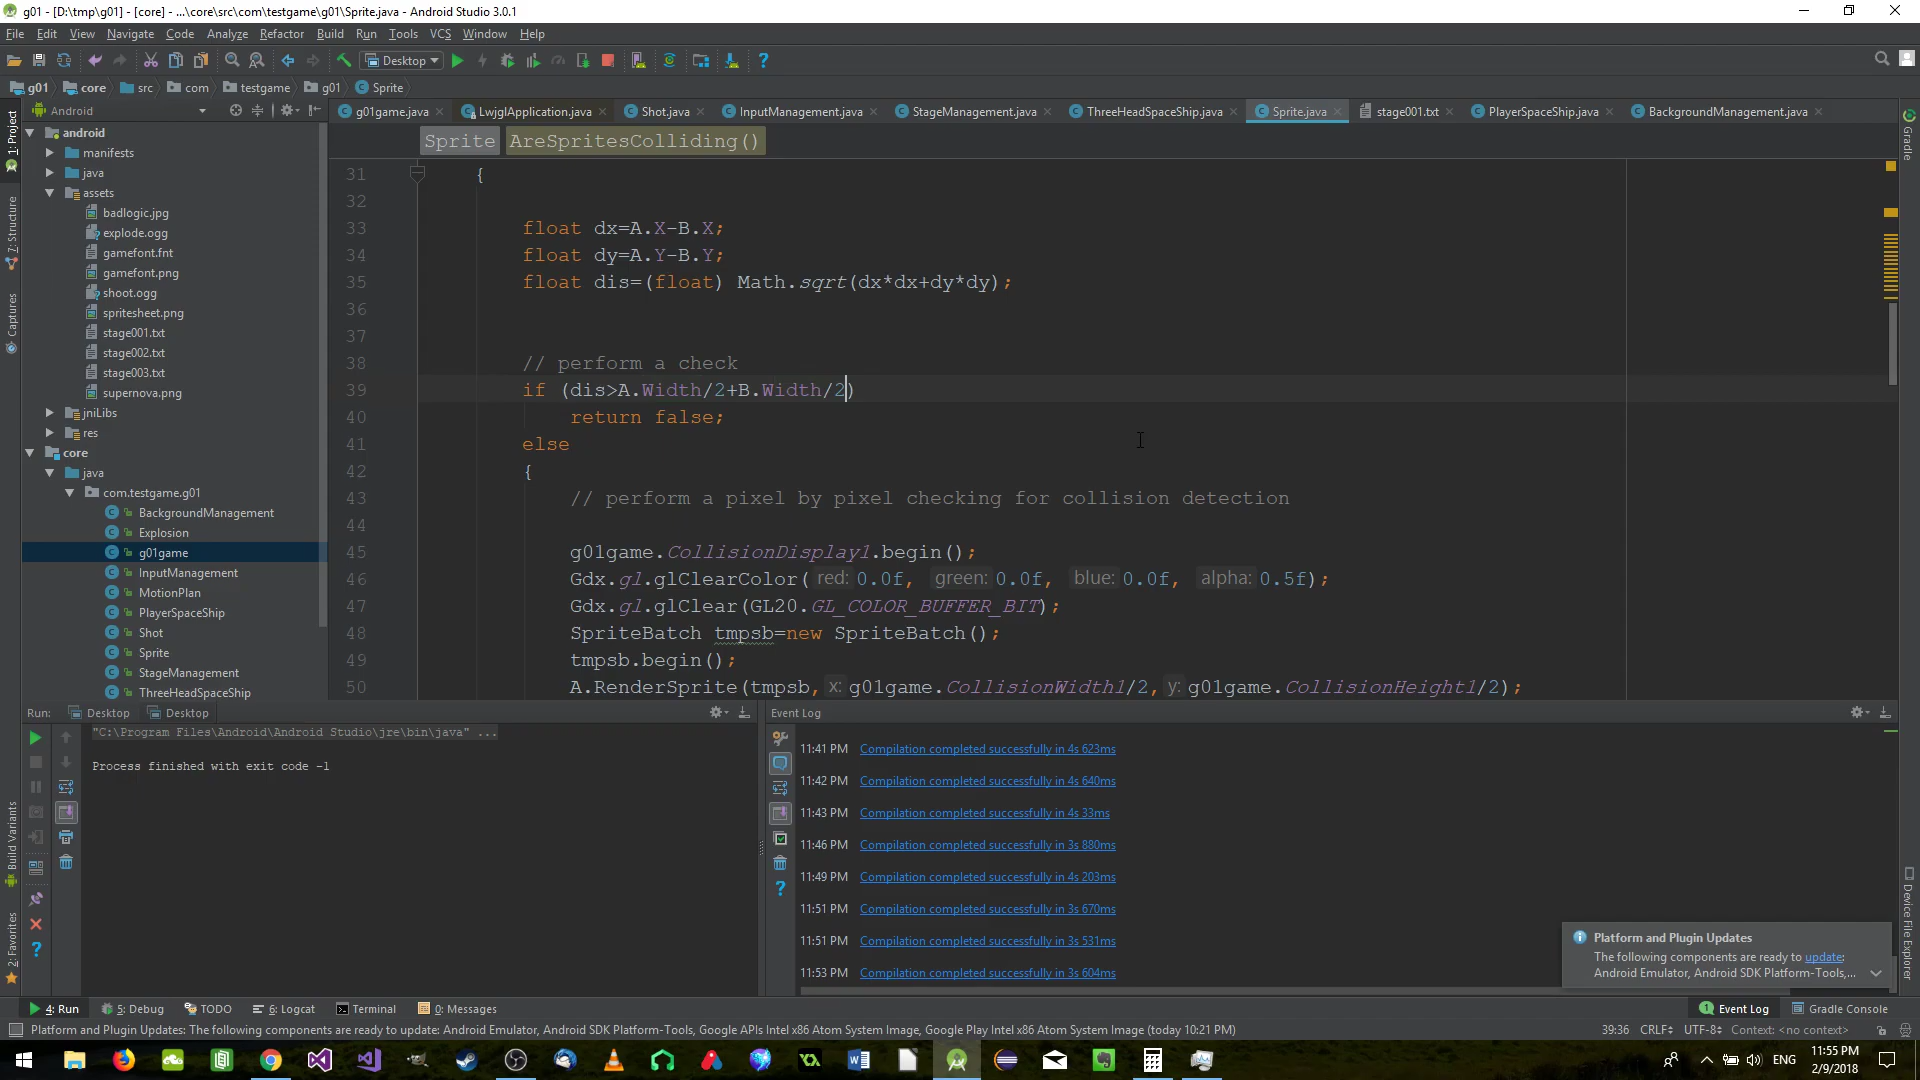 g01 - [D:\tmp\g01] - [core] - ...\core\src\com\testgame\g01\Sprite.java - Android Studio 3.0.1
File Edit View Navigate Code Analyze Refactor Build Run Tools VCS Window Help
Desktop
g01 core src com testgame g01 Sprite
Android
g01game.java LwjglApplication.java Shot.java InputManagement.java StageManagement.java ThreeHeadSpaceShip.java Sprite.java stage001.txt PlayerSpaceShip.java BackgroundManagement.java
Sprite AreSpritesColliding()
1: Project
7: Structure
Captures
Build Variants
2: Favorites
android
manifests
java
assets
badlogic.jpg
explode.ogg
gamefont.fnt
gamefont.png
shoot.ogg
spritesheet.png
stage001.txt
stage002.txt
stage003.txt
supernova.png
jniLibs
res
core
java
com.testgame.g01
BackgroundManagement
Explosion
g01game
InputManagement
MotionPlan
PlayerSpaceShip
Shot
Sprite
StageManagement
ThreeHeadSpaceShip
31 {
32
33 float dx=A.X-B.X;
34 float dy=A.Y-B.Y;
35 float dis=(float) Math.sqrt(dx*dx+dy*dy);
36
37
38 // perform a check
39 if (dis>A.Width/2+B.Width/2)
40 return false;
41 else
42 {
43 // perform a pixel by pixel checking for collision detection
44
45 g01game.CollisionDisplay1.begin();
46 Gdx.gl.glClearColor( red: 0.0f, green: 0.0f, blue: 0.0f, alpha: 0.5f);
47 Gdx.gl.glClear(GL20.GL_COLOR_BUFFER_BIT);
48 SpriteBatch tmpsb=new SpriteBatch();
49 tmpsb.begin();
50 A.RenderSprite(tmpsb, x: g01game.CollisionWidth1/2, y: g01game.CollisionHeight1/2);
Gradle
Device File Explorer
Run: Desktop Desktop
"C:\Program Files\Android\Android Studio\jre\bin\java" ...
Process finished with exit code -1
Event Log
11:41 PM Compilation completed successfully in 4s 623ms
11:42 PM Compilation completed successfully in 4s 640ms
11:43 PM Compilation completed successfully in 4s 33ms
11:46 PM Compilation completed successfully in 3s 880ms
11:49 PM Compilation completed successfully in 4s 203ms
11:51 PM Compilation completed successfully in 3s 670ms
11:51 PM Compilation completed successfully in 3s 531ms
11:53 PM Compilation completed successfully in 3s 604ms
Platform and Plugin Updates
The following components are ready to update:
Android Emulator, Android SDK Platform-Tools,...
4: Run 5: Debug TODO 6: Logcat Terminal 0: Messages 1 Event Log Gradle Console
Platform and Plugin Updates: The following components are ready to update: Android Emulator, Android SDK Platform-Tools, Google APIs Intel x86 Atom System Image, Google Play Intel x86 Atom System Image (today 10:21 PM) 39:36 CRLF UTF-8 Context: <no context>
ENG
11:55 PM
2/9/2018